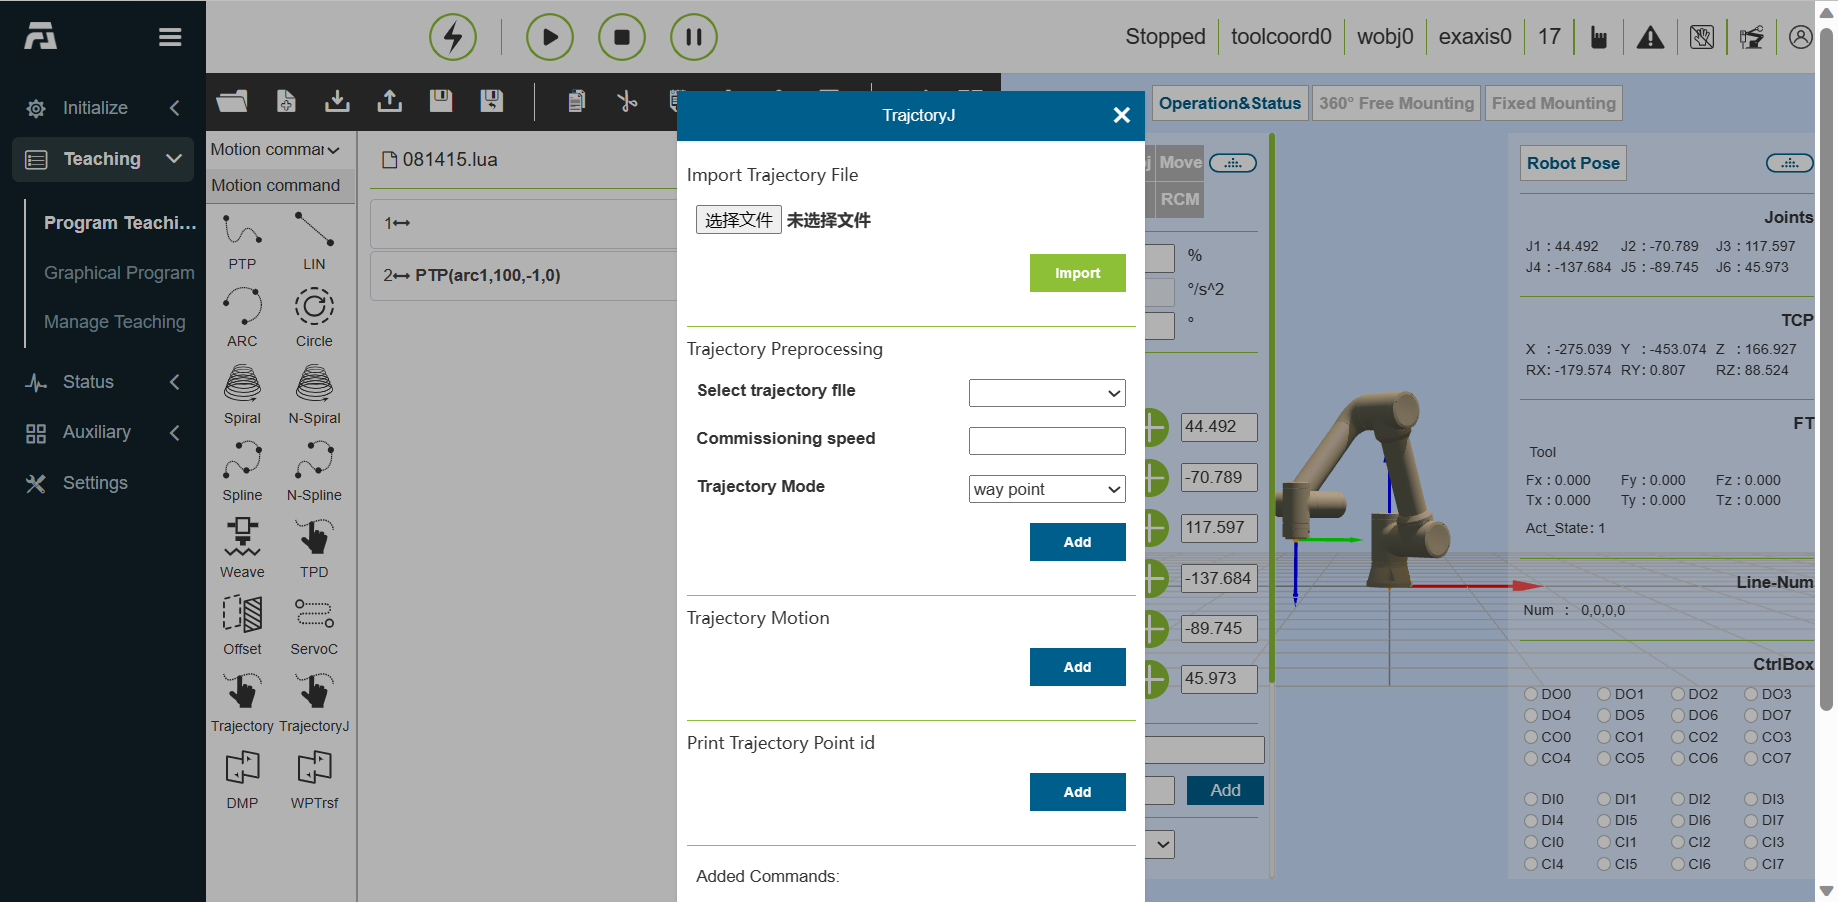 Stopped
toolcoord0
wobj0
exaxis0
17
Initialize
Teaching
Program Teachi...
Graphical Program
Manage Teaching
Status
Auxiliary
Settings
Motion commar
Motion command
PTP
LIN
ARC
Circle
Spiral
N-Spiral
Spline
N-Spline
Weave
TPD
Offset
ServoC
Trajectory
TrajectoryJ
DMP
WPTrsf
081415.lua
1
2 PTP(arc1,100,-1,0)
TrajctoryJ
Import Trajectory File
选择文件 未选择文件
Import
Trajectory Preprocessing
Select trajectory file
Commissioning speed
Trajectory Mode
way point
Add
Trajectory Motion
Add
Print Trajectory Point id
Add
Added Commands:
Operation&Status
360° Free Mounting
Fixed Mounting
Move
RCM
%
°/s^2
°
44.492
-70.789
117.597
-137.684
-89.745
45.973
Add
Robot Pose
Joints
J1 : 44.492 J2 : -70.789 J3 : 117.597
J4 : -137.684 J5 : -89.745 J6 : 45.973
TCP
X : -275.039 Y : -453.074 Z : 166.927
RX: -179.574 RY: 0.807 RZ: 88.524
FT
Tool
Fx : 0.000 Fy : 0.000 Fz : 0.000
Tx : 0.000 Ty : 0.000 Tz : 0.000
Act_State: 1
Line-Num
Num : 0,0,0,0
CtrlBox
DO0 DO1 DO2 DO3
DO4 DO5 DO6 DO7
CO0 CO1 CO2 CO3
CO4 CO5 CO6 CO7
DI0 DI1 DI2 DI3
DI4 DI5 DI6 DI7
CI0 CI1 CI2 CI3
CI4 CI5 CI6 CI7